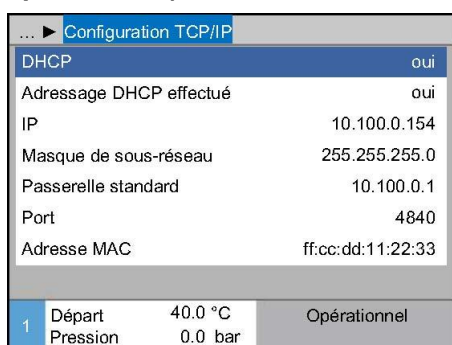 ... ► Configuration TCP/IP
DHCP oui
Adressage DHCP effectué oui
IP 10.100.0.154
Masque de sous-réseau 255.255.255.0
Passerelle standard 10.100.0.1
Port 4840
Adresse MAC ff:cc:dd:11:22:33
1 Départ 40.0 °C Opérationnel
Pression 0.0 bar